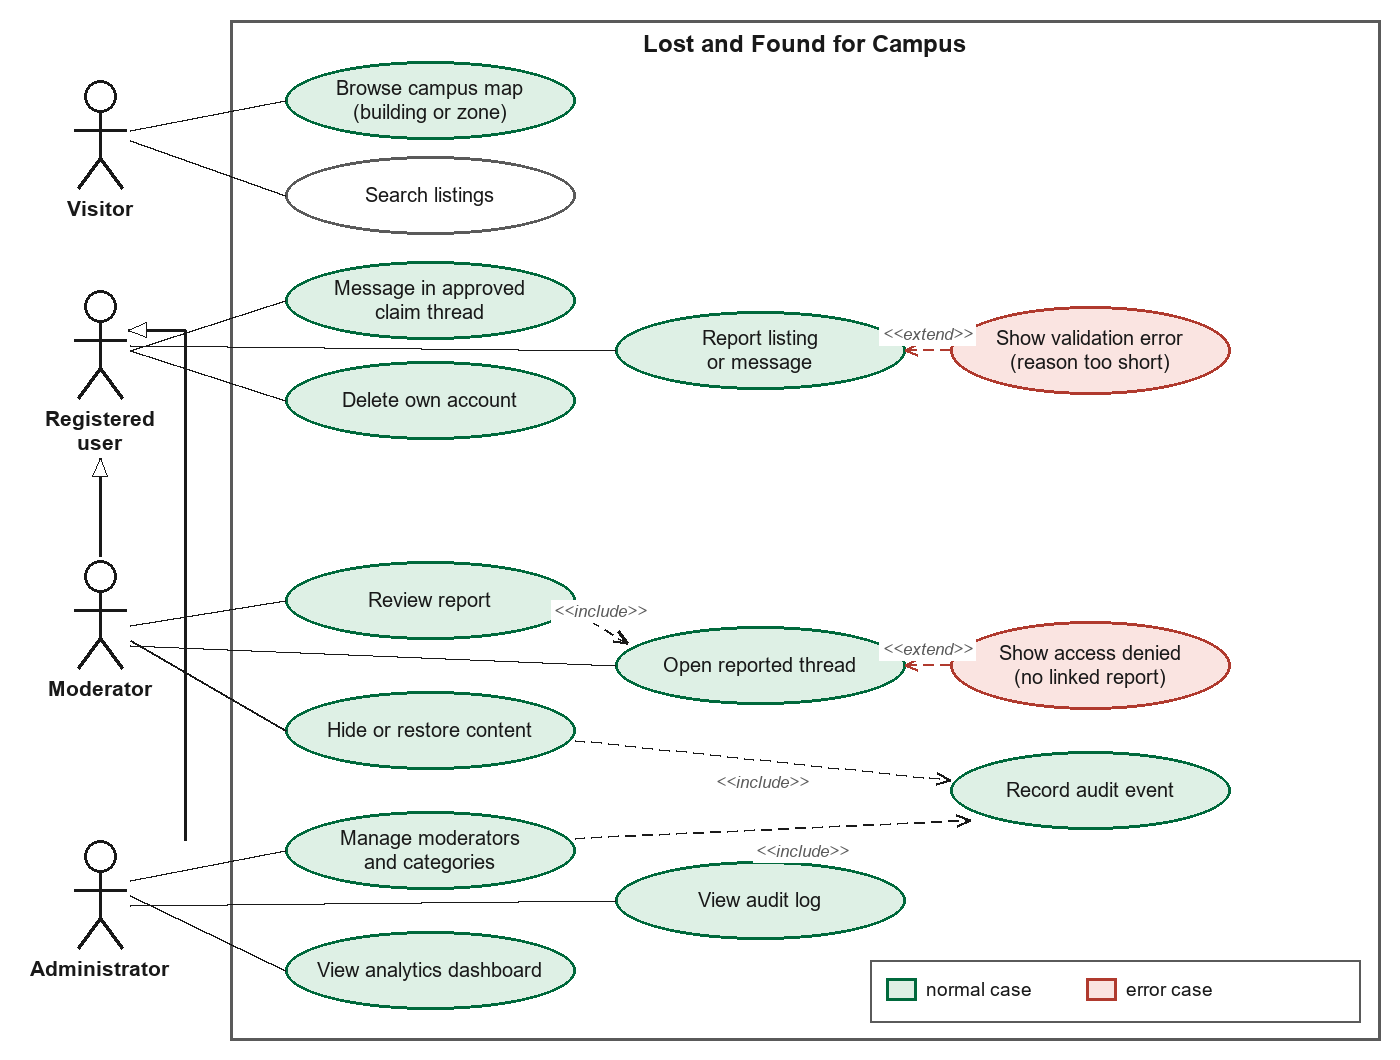 Lost and Found for Campus
Browse campus map
(building or zone)
Visitor
Search listings
Message in approved
claim thread
Registered
user
Report listing
or message
<<extend>>
Show validation error
(reason too short)
Delete own account
Review report
<<include>>
Moderator
Open reported thread
<<extend>>
Show access denied
(no linked report)
Hide or restore content
<<include>>
Record audit event
Manage moderators
and categories
<<include>>
Administrator
View audit log
View analytics dashboard
normal case
error case